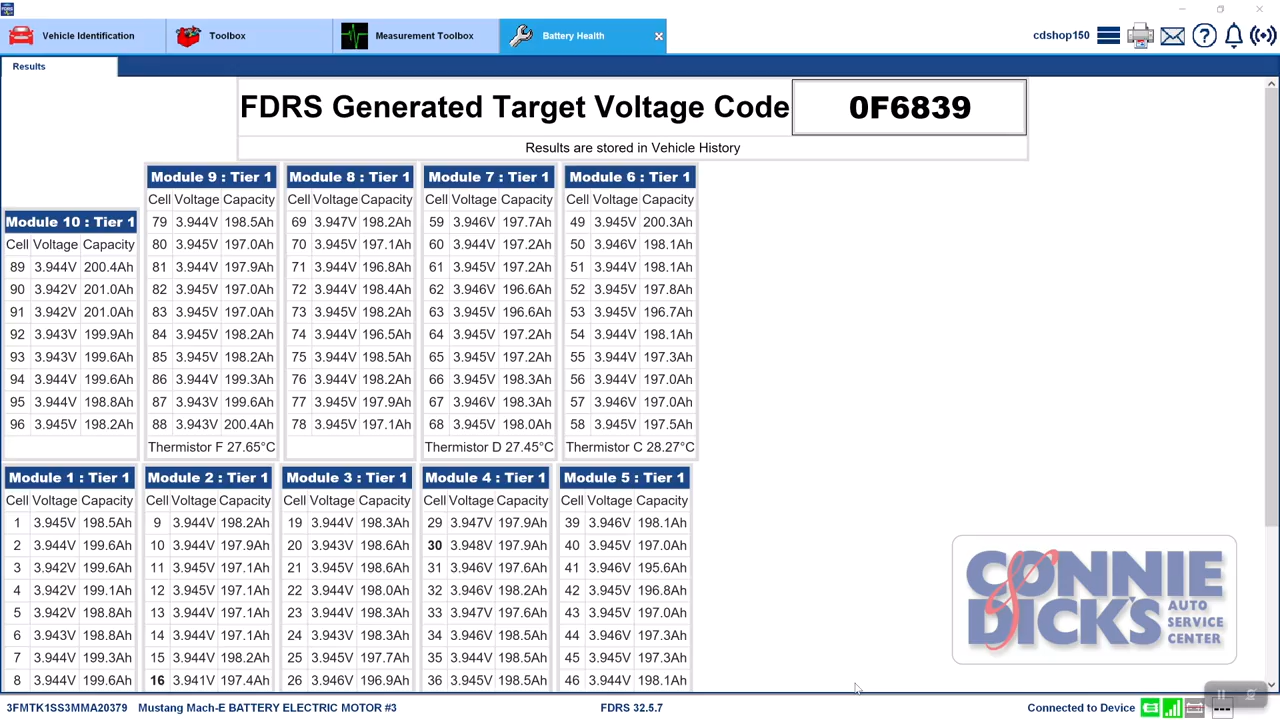 FDRS
Vehicle Identification
Toolbox
Measurement Toolbox
Battery Health
cdshop150
Results
FDRS Generated Target Voltage Code 0F6839
Results are stored in Vehicle History
Module 10 : Tier 1
Cell Voltage Capacity
89 3.944V 200.4Ah
90 3.942V 201.0Ah
91 3.942V 201.0Ah
92 3.943V 199.9Ah
93 3.943V 199.6Ah
94 3.944V 199.6Ah
95 3.944V 198.8Ah
96 3.945V 198.2Ah
Module 9 : Tier 1
Cell Voltage Capacity
79 3.944V 198.5Ah
80 3.945V 197.0Ah
81 3.944V 197.9Ah
82 3.945V 197.0Ah
83 3.945V 197.0Ah
84 3.945V 198.2Ah
85 3.945V 198.2Ah
86 3.944V 199.3Ah
87 3.943V 199.6Ah
88 3.943V 200.4Ah
Thermistor F 27.65°C
Module 8 : Tier 1
Cell Voltage Capacity
69 3.947V 198.2Ah
70 3.945V 197.1Ah
71 3.944V 196.8Ah
72 3.944V 198.4Ah
73 3.945V 198.2Ah
74 3.944V 196.5Ah
75 3.944V 198.5Ah
76 3.944V 198.2Ah
77 3.945V 197.9Ah
78 3.945V 197.1Ah
Module 7 : Tier 1
Cell Voltage Capacity
59 3.946V 197.7Ah
60 3.944V 197.2Ah
61 3.945V 197.2Ah
62 3.946V 196.6Ah
63 3.945V 196.6Ah
64 3.945V 197.2Ah
65 3.945V 197.2Ah
66 3.945V 198.3Ah
67 3.946V 198.3Ah
68 3.945V 198.0Ah
Thermistor D 27.45°C
Module 6 : Tier 1
Cell Voltage Capacity
49 3.945V 200.3Ah
50 3.946V 198.1Ah
51 3.944V 198.1Ah
52 3.945V 197.8Ah
53 3.945V 196.7Ah
54 3.944V 198.1Ah
55 3.944V 197.3Ah
56 3.944V 197.0Ah
57 3.946V 197.0Ah
58 3.945V 197.5Ah
Thermistor C 28.27°C
Module 1 : Tier 1
Cell Voltage Capacity
1 3.945V 198.5Ah
2 3.944V 199.6Ah
3 3.942V 199.6Ah
4 3.942V 199.1Ah
5 3.942V 198.8Ah
6 3.943V 198.8Ah
7 3.944V 199.3Ah
8 3.944V 199.6Ah
Module 2 : Tier 1
Cell Voltage Capacity
9 3.944V 198.2Ah
10 3.944V 197.9Ah
11 3.945V 197.1Ah
12 3.945V 197.1Ah
13 3.944V 197.1Ah
14 3.944V 197.1Ah
15 3.944V 198.2Ah
16 3.941V 197.4Ah
Module 3 : Tier 1
Cell Voltage Capacity
19 3.944V 198.3Ah
20 3.943V 198.6Ah
21 3.945V 198.6Ah
22 3.944V 198.0Ah
23 3.944V 198.3Ah
24 3.943V 198.3Ah
25 3.945V 197.7Ah
26 3.946V 196.9Ah
Module 4 : Tier 1
Cell Voltage Capacity
29 3.947V 197.9Ah
30 3.948V 197.9Ah
31 3.946V 197.6Ah
32 3.946V 198.2Ah
33 3.947V 197.6Ah
34 3.946V 198.5Ah
35 3.944V 198.5Ah
36 3.945V 198.5Ah
Module 5 : Tier 1
Cell Voltage Capacity
39 3.946V 198.1Ah
40 3.945V 197.0Ah
41 3.946V 195.6Ah
42 3.945V 196.8Ah
43 3.945V 197.0Ah
44 3.946V 197.3Ah
45 3.945V 197.3Ah
46 3.944V 198.1Ah
CONNIE
& DICK'S
AUTO
SERVICE
CENTER
3FMTK1SS3MMA20379 Mustang Mach-E BATTERY ELECTRIC MOTOR #3
FDRS 32.5.7
Connected to Device